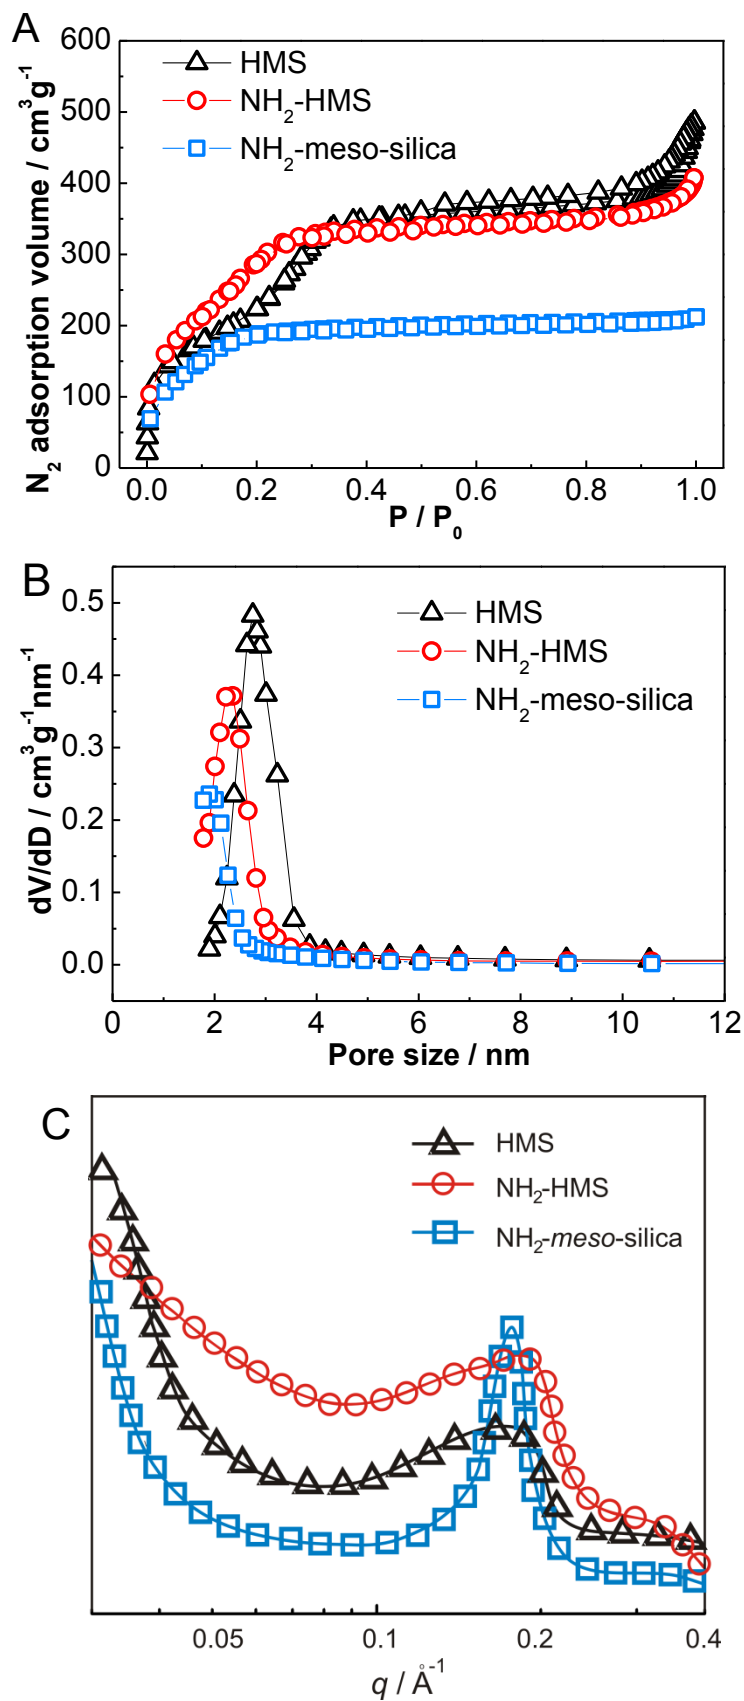 A
600
500
400
300
200
100
0
N₂ adsorption volume / cm³g⁻¹
HMS
NH₂-HMS
NH₂-meso-silica
0.0 0.2 0.4 0.6 0.8 1.0
P / P₀
B
0.5
0.4
0.3
0.2
0.1
0.0
dV/dD / cm³g⁻¹nm⁻¹
HMS
NH₂-HMS
NH₂-meso-silica
0 2 4 6 8 10 12
Pore size / nm
C
HMS
NH₂-HMS
NH₂-meso-silica
0.05 0.1 0.2 0.4
q / Å⁻¹